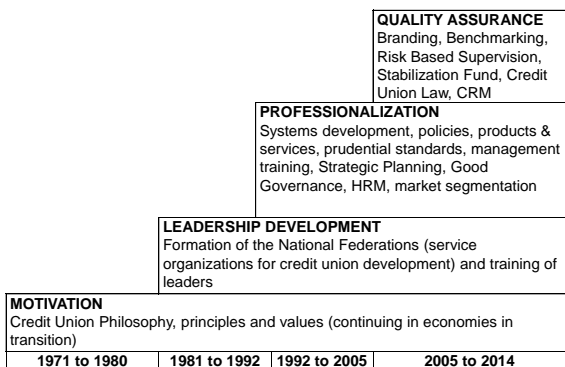 QUALITY ASSURANCE
Branding, Benchmarking,
Risk Based Supervision,
Stabilization Fund, Credit
Union Law, CRM
PROFESSIONALIZATION
Systems development, policies, products &
services, prudential standards, management
training, Strategic Planning, Good
Governance, HRM, market segmentation
LEADERSHIP DEVELOPMENT
Formation of the National Federations (service
organizations for credit union development) and training of
leaders
MOTIVATION
Credit Union Philosophy, principles and values (continuing in economies in
transition)
1971 to 1980 1981 to 1992 1992 to 2005 2005 to 2014